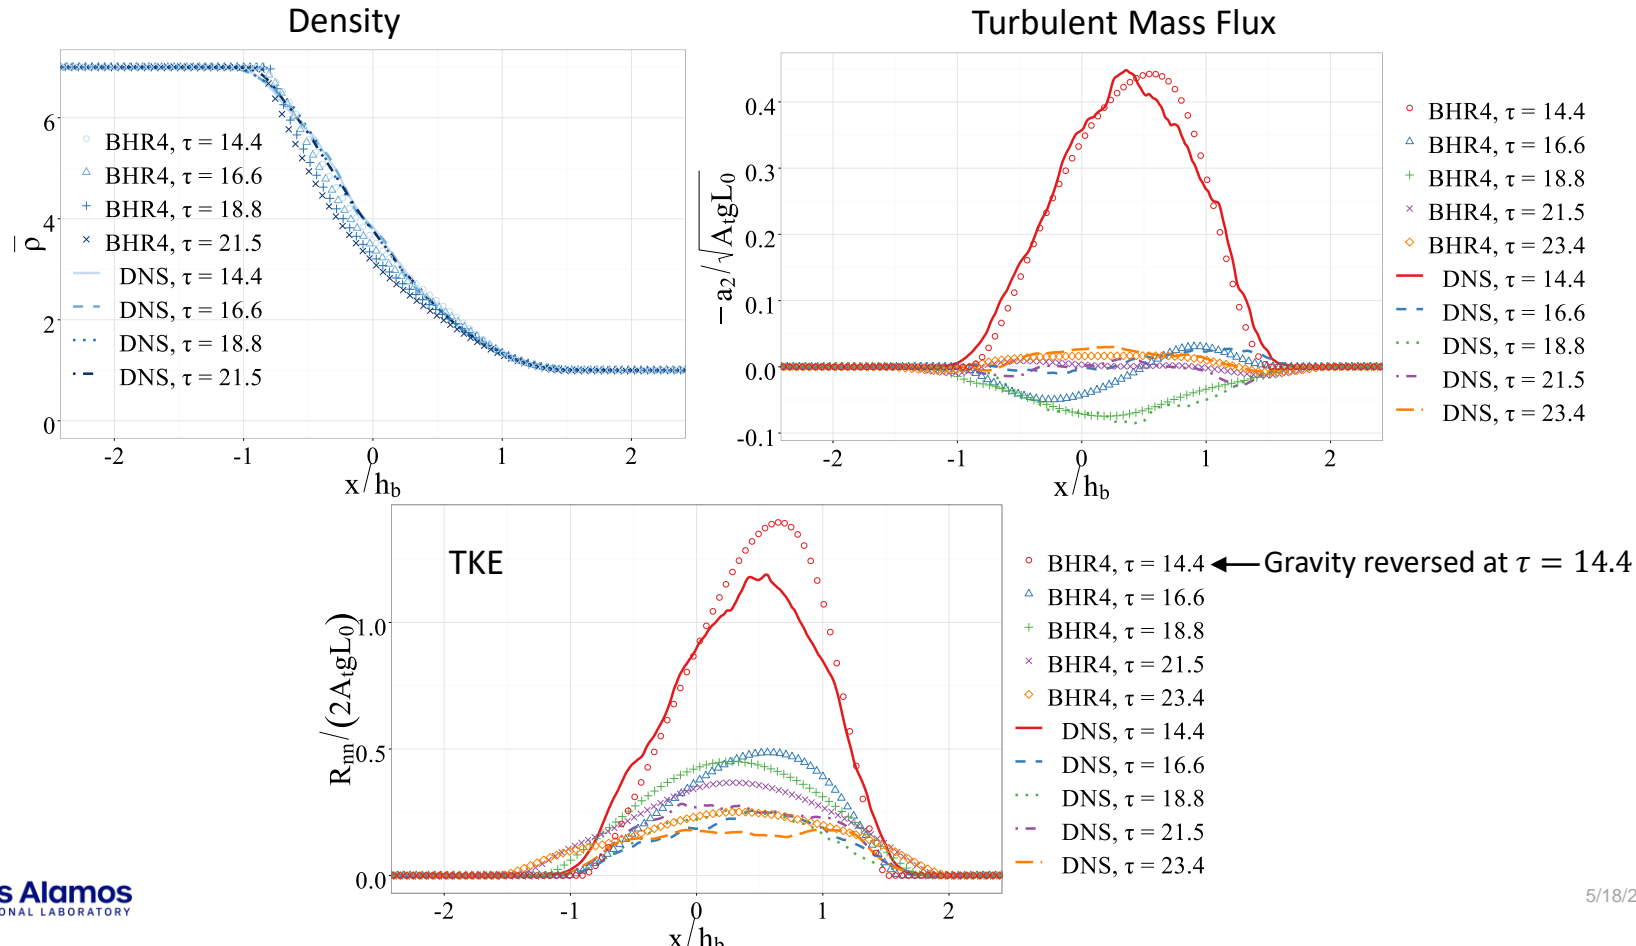 Density
6
4
2
0
ρ̅
BHR4, τ = 14.4
BHR4, τ = 16.6
BHR4, τ = 18.8
BHR4, τ = 21.5
DNS, τ = 14.4
DNS, τ = 16.6
DNS, τ = 18.8
DNS, τ = 21.5
-2 -1 0 1 2
x/h_b
Turbulent Mass Flux
0.4
0.3
0.2
0.1
0.0
-0.1
−a₂/√AₜgL₀
-2 -1 0 1 2
x/h_b
BHR4, τ = 14.4
BHR4, τ = 16.6
BHR4, τ = 18.8
BHR4, τ = 21.5
BHR4, τ = 23.4
DNS, τ = 14.4
DNS, τ = 16.6
DNS, τ = 18.8
DNS, τ = 21.5
DNS, τ = 23.4
TKE
1.0
0.5
0.0
Rₙₙ/(2AₜgL₀)
-2 -1 0 1 2
x/h_b
BHR4, τ = 14.4
Gravity reversed at τ = 14.4
BHR4, τ = 16.6
BHR4, τ = 18.8
BHR4, τ = 21.5
BHR4, τ = 23.4
DNS, τ = 14.4
DNS, τ = 16.6
DNS, τ = 18.8
DNS, τ = 21.5
DNS, τ = 23.4
s Alamos
ONAL LABORATORY
5/18/2